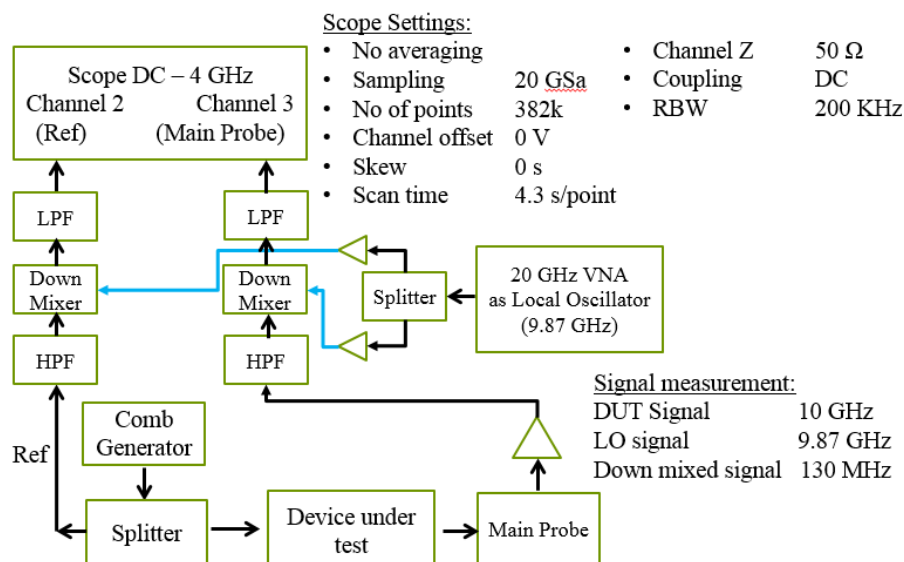 Scope Settings:
• No averaging
• Sampling 20 GSa
• No of points 382k
• Channel offset 0 V
• Skew 0 s
• Scan time 4.3 s/point
• Channel Z 50 Ω
• Coupling DC
• RBW 200 KHz
Scope DC – 4 GHz
Channel 2 Channel 3
(Ref) (Main Probe)
LPF
LPF
Down
Mixer
Down
Mixer
Splitter
20 GHz VNA
as Local Oscillator
(9.87 GHz)
HPF
HPF
Signal measurement:
DUT Signal 10 GHz
LO signal 9.87 GHz
Down mixed signal 130 MHz
Comb
Generator
Ref
Splitter
Device under
test
Main Probe